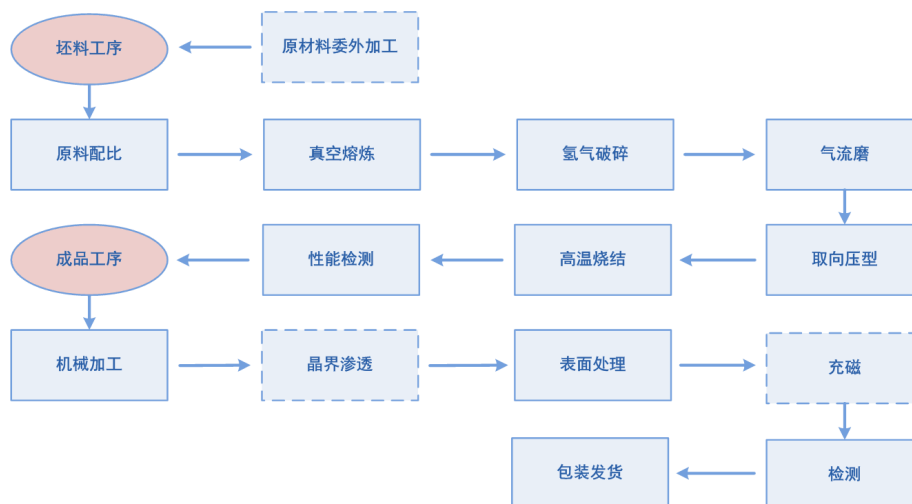 坯料工序
原材料委外加工
原料配比
真空熔炼
氢气破碎
气流磨
取向压型
高温烧结
性能检测
成品工序
机械加工
晶界渗透
表面处理
充磁
检测
包装发货